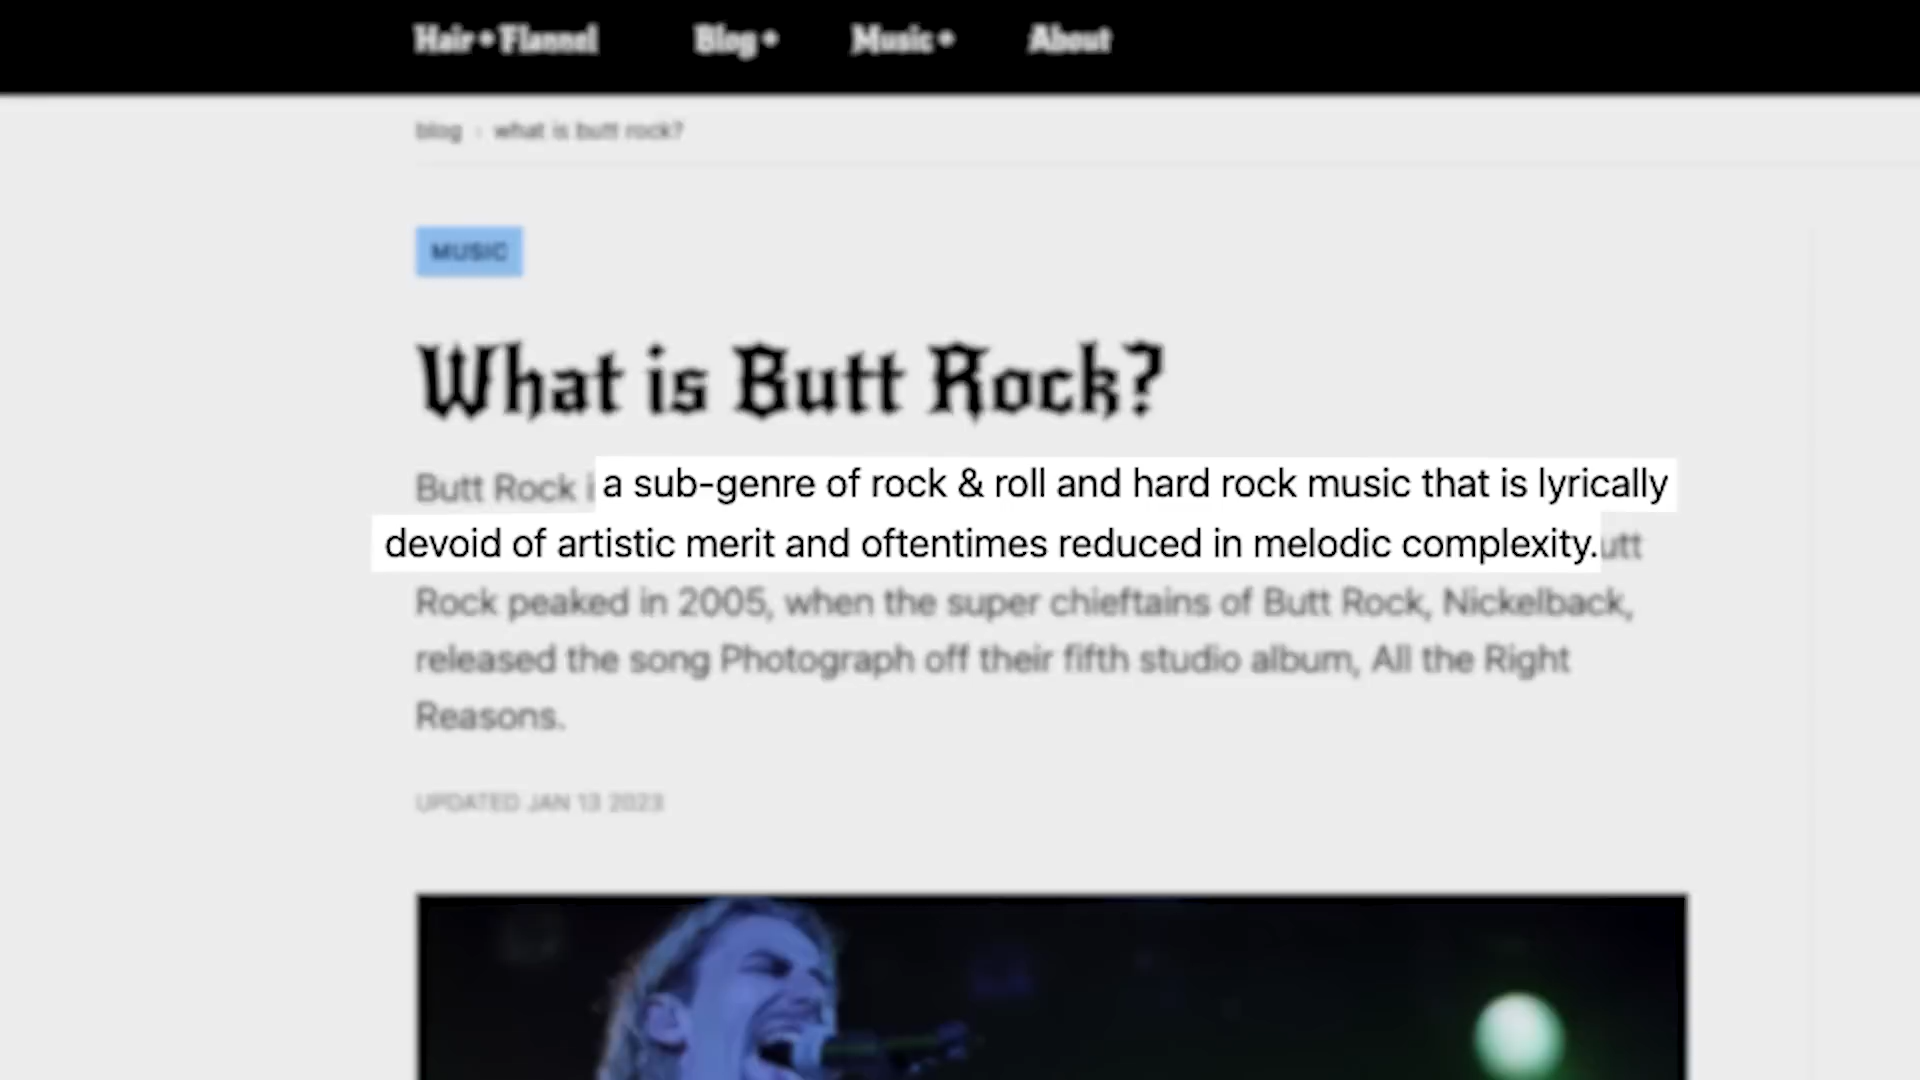 Hair + Flannel Blog + Music + About
blog › what is butt rock?
MUSIC
What is Butt Rock?
Butt Rock i a sub-genre of rock & roll and hard rock music that is lyrically
devoid of artistic merit and oftentimes reduced in melodic complexity. utt
Rock peaked in 2005, when the super chieftains of Butt Rock, Nickelback,
released the song Photograph off their fifth studio album, All the Right
Reasons.
UPDATED JAN 13 2023